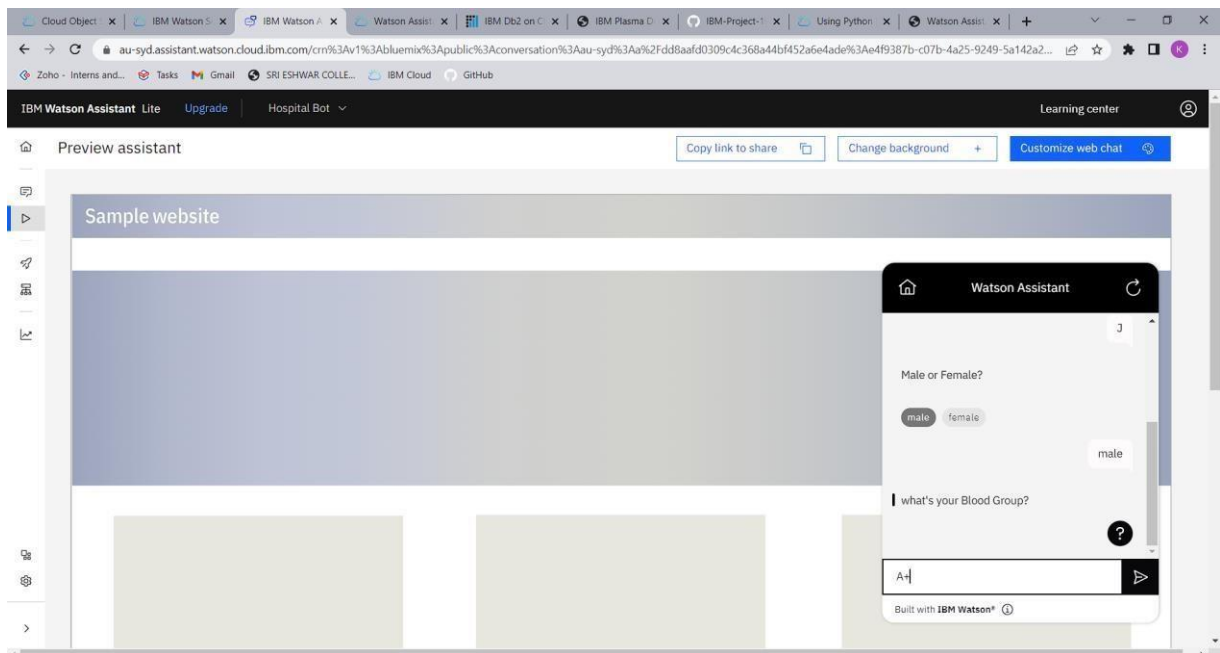 Cloud Object
IBM Watson S
IBM Watson A
Watson Assist
IBM Db2 on C
IBM Plasma D
IBM-Project-1
Using Python
Watson Assist
au-syd.assistant.watson.cloud.ibm.com/crn%3Av1%3Abluemix%3Apublic%3Aconversation%3Aau-syd%3Aa%2Fdd8aafd0309c4c368a44bf452a6e4ade%3Ae4f9387b-c07b-4a25-9249-5a142a2...
K
Zoho - Interns and... Tasks Gmail SRI ESHWAR COLLE... IBM Cloud GitHub
IBM Watson Assistant Lite Upgrade Hospital Bot Learning center
Preview assistant Copy link to share Change background + Customize web chat
Sample website
Watson Assistant
J
Male or Female?
male female
male
what's your Blood Group?
?
A+
Built with IBM Watson®